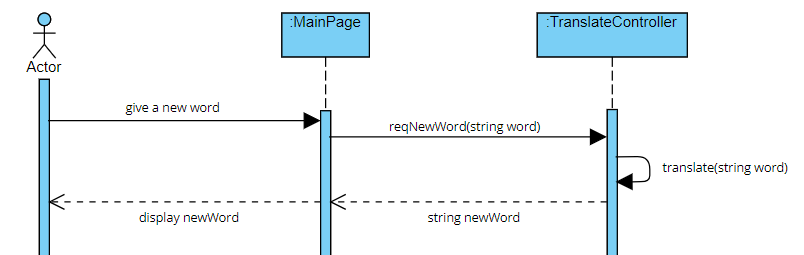 :MainPage
:TranslateController
Actor
give a new word
reqNewWord(string word)
translate(string word)
display newWord
string newWord